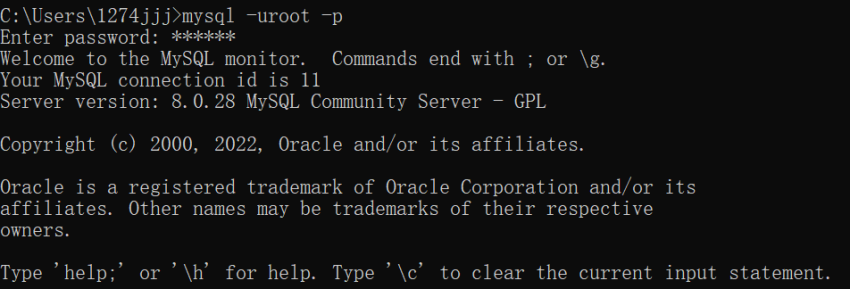 C:\Users\1274jjj>mysql -uroot -p
Enter password: ******
Welcome to the MySQL monitor.  Commands end with ; or \g.
Your MySQL connection id is 11
Server version: 8.0.28 MySQL Community Server - GPL
Copyright (c) 2000, 2022, Oracle and/or its affiliates.
Oracle is a registered trademark of Oracle Corporation and/or its
affiliates. Other names may be trademarks of their respective
owners.
Type 'help;' or '\h' for help. Type '\c' to clear the current input statement.